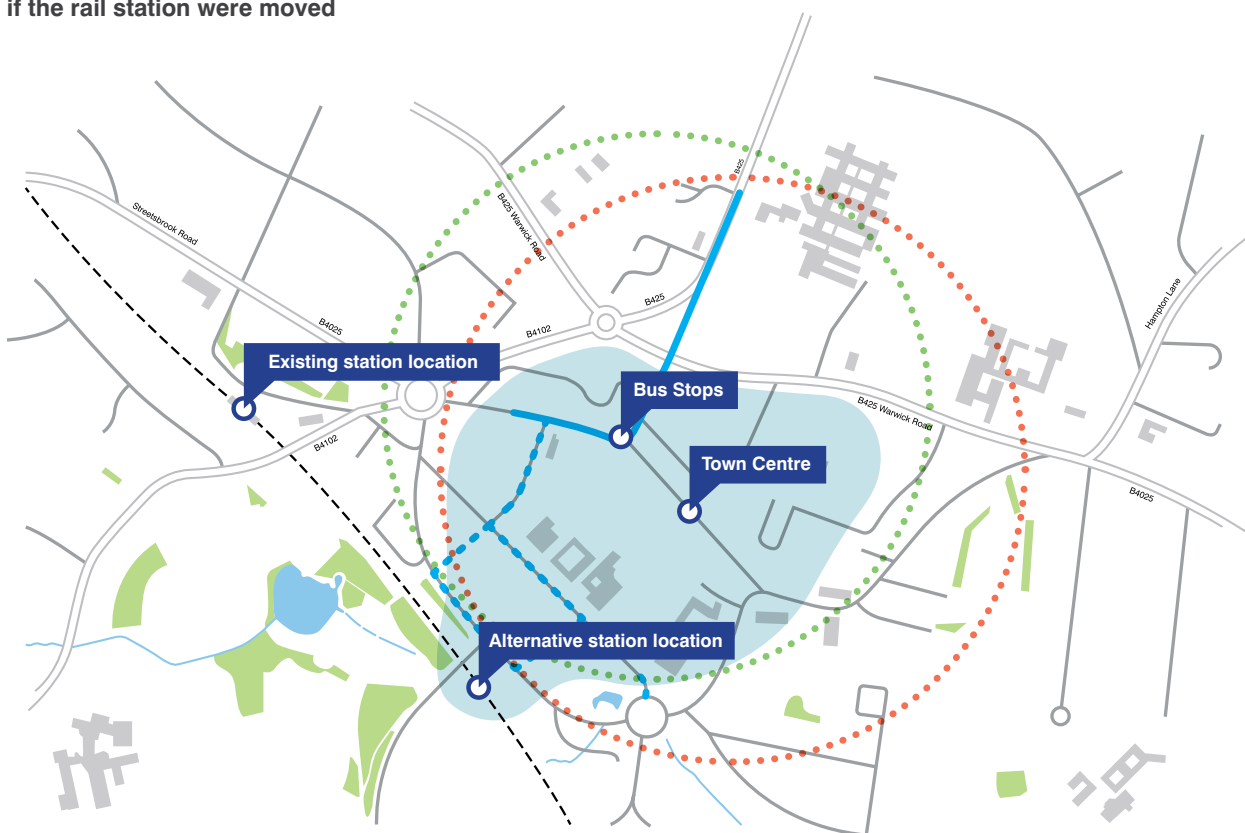 if the rail station were moved
B425
Streetsbrook Road
B425 Warwick Road
Hampton Lane
B425
B4025
B4102
Existing station location
Bus Stops
B425 Warwick Road
B4102
Town Centre
B4025
Alternative station location